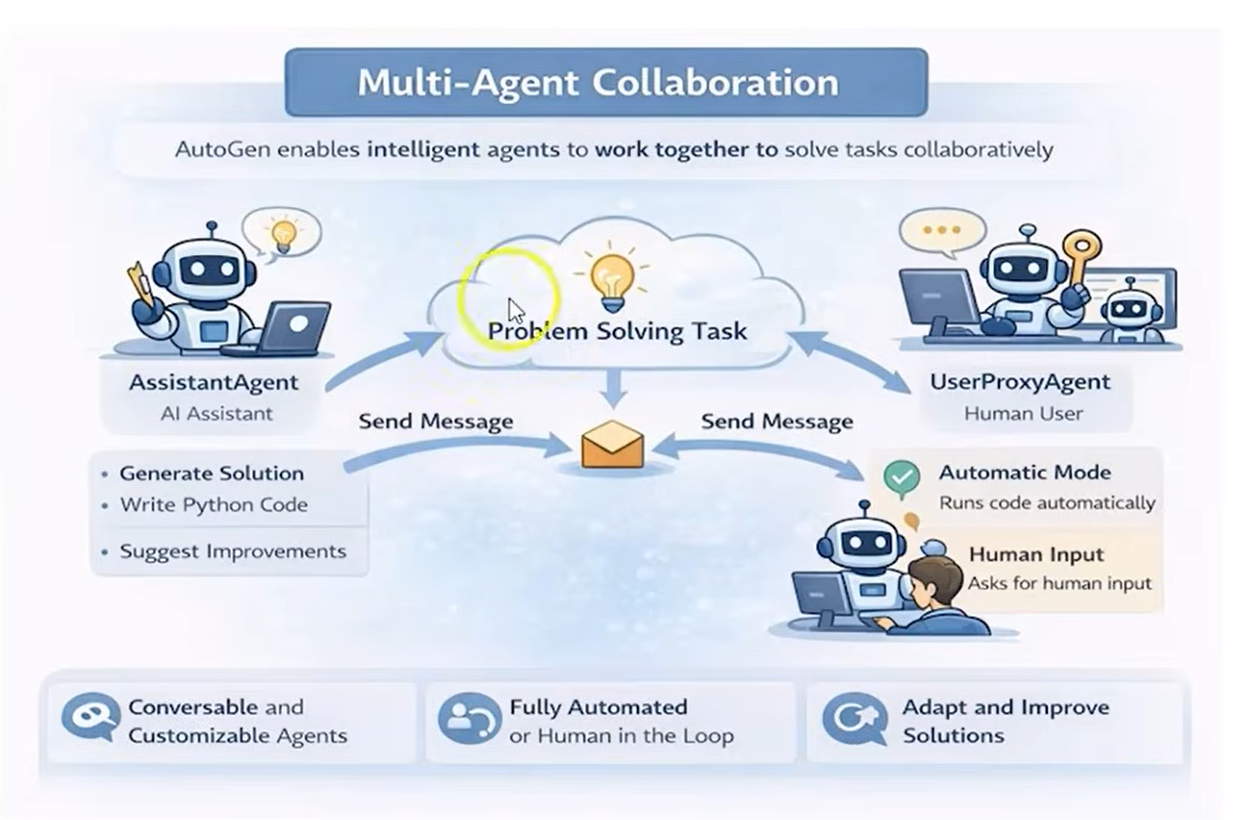 Multi-Agent Collaboration
AutoGen enables intelligent agents to work together to solve tasks collaboratively
Problem Solving Task
AssistantAgent
AI Assistant
UserProxyAgent
Human User
Send Message
Send Message
• Generate Solution
• Write Python Code
• Suggest Improvements
Automatic Mode
Runs code automatically
Human Input
Asks for human input
Conversable and
Customizable Agents
Fully Automated
or Human in the Loop
Adapt and Improve
Solutions